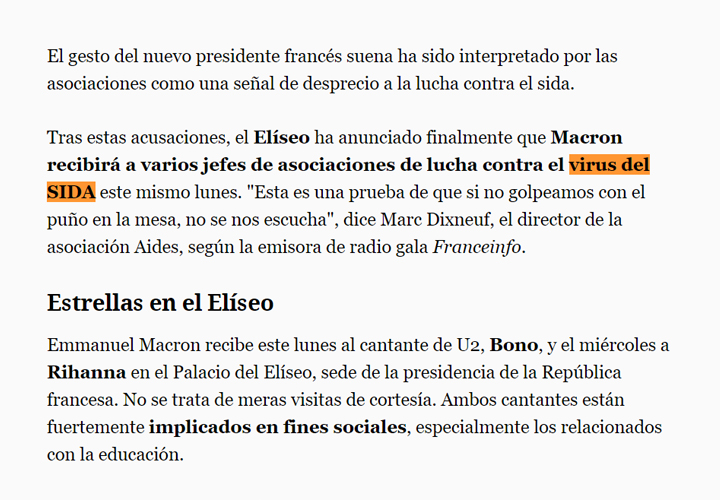 El gesto del nuevo presidente francés suena ha sido interpretado por las
asociaciones como una señal de desprecio a la lucha contra el sida.
Tras estas acusaciones, el Elíseo ha anunciado finalmente que Macron
recibirá a varios jefes de asociaciones de lucha contra el virus del
SIDA este mismo lunes. "Esta es una prueba de que si no golpeamos con el
puño en la mesa, no se nos escucha", dice Marc Dixneuf, el director de la
asociación Aides, según la emisora de radio gala Franceinfo.
Estrellas en el Elíseo
Emmanuel Macron recibe este lunes al cantante de U2, Bono, y el miércoles a
Rihanna en el Palacio del Elíseo, sede de la presidencia de la República
francesa. No se trata de meras visitas de cortesía. Ambos cantantes están
fuertemente implicados en fines sociales, especialmente los relacionados
con la educación.